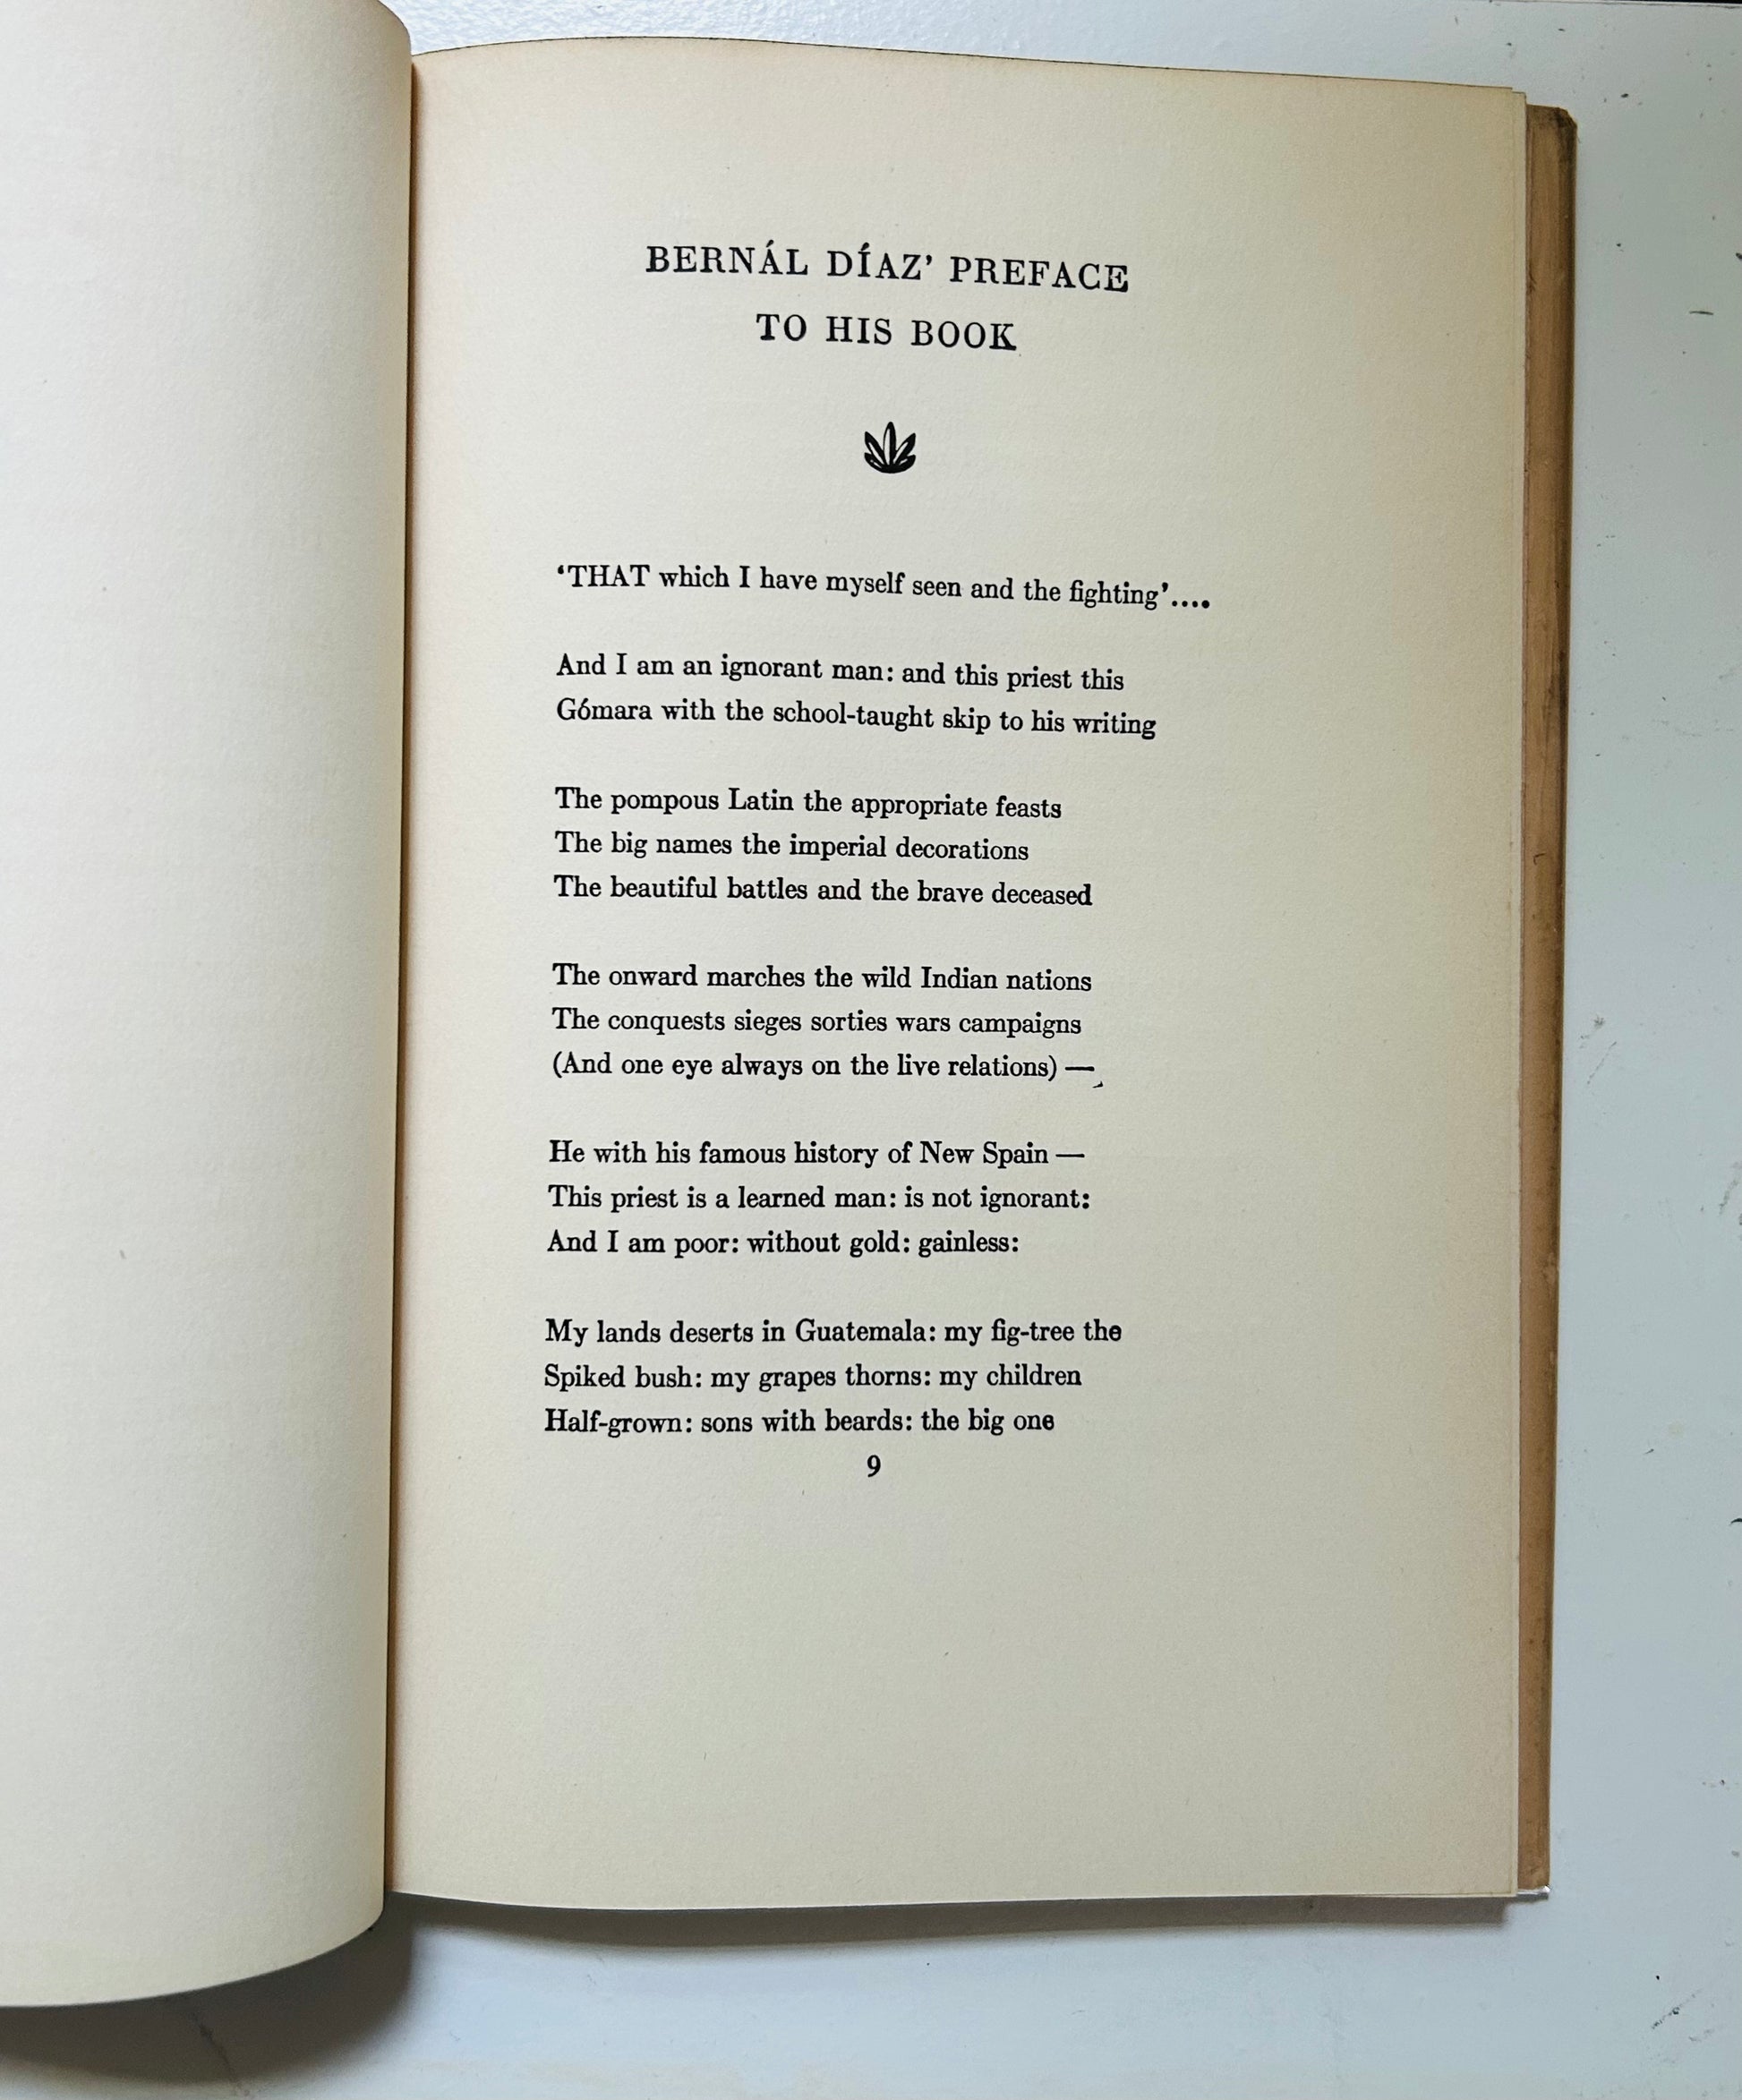 BERNÁL DÍAZ’ PREFACE
TO HIS BOOK
‘THAT which I have myself seen and the fighting’....
And I am an ignorant man: and this priest this
Gómara with the school-taught skip to his writing
The pompous Latin the appropriate feasts
The big names the imperial decorations
The beautiful battles and the brave deceased
The onward marches the wild Indian nations
The conquests sieges sorties wars campaigns
(And one eye always on the live relations) —
He with his famous history of New Spain —
This priest is a learned man: is not ignorant:
And I am poor: without gold: gainless:
My lands deserts in Guatemala: my fig-tree the
Spiked bush: my grapes thorns: my children
Half-grown: sons with beards: the big one
9